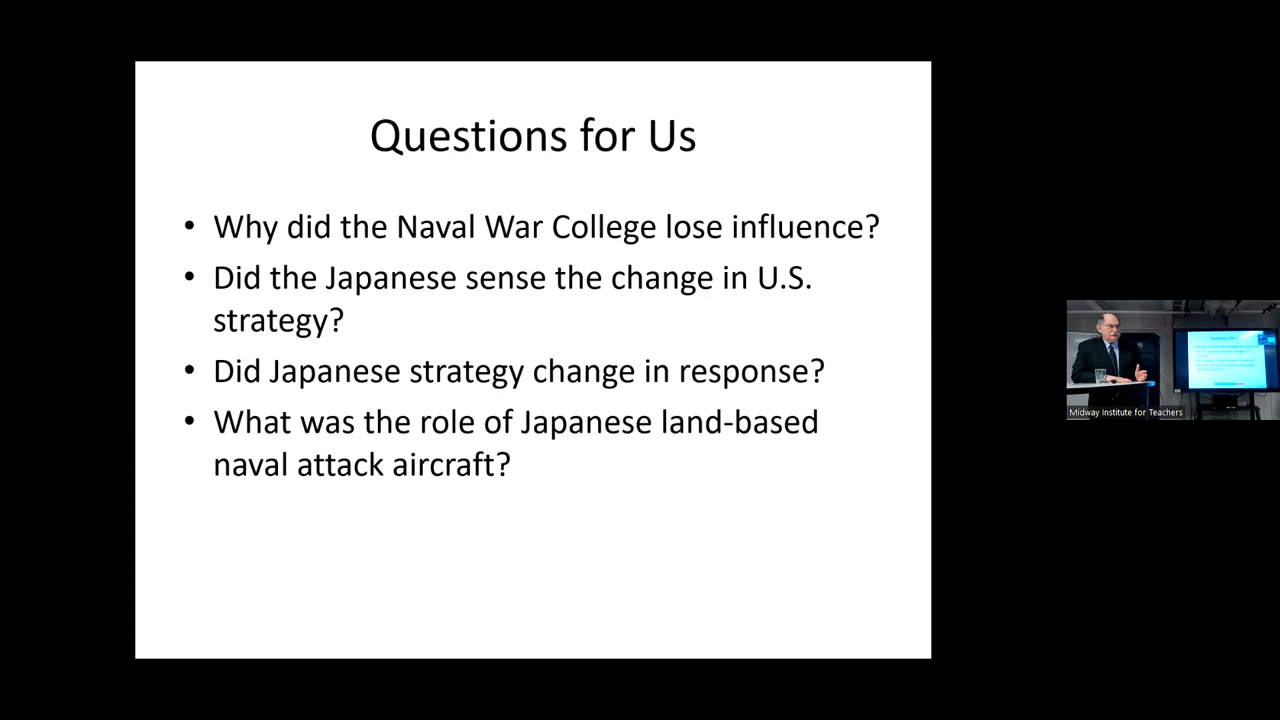 Questions for Us
• Why did the Naval War College lose influence?
• Did the Japanese sense the change in U.S.
strategy?
• Did Japanese strategy change in response?
• What was the role of Japanese land-based
naval attack aircraft?
Midway Institute for Teachers